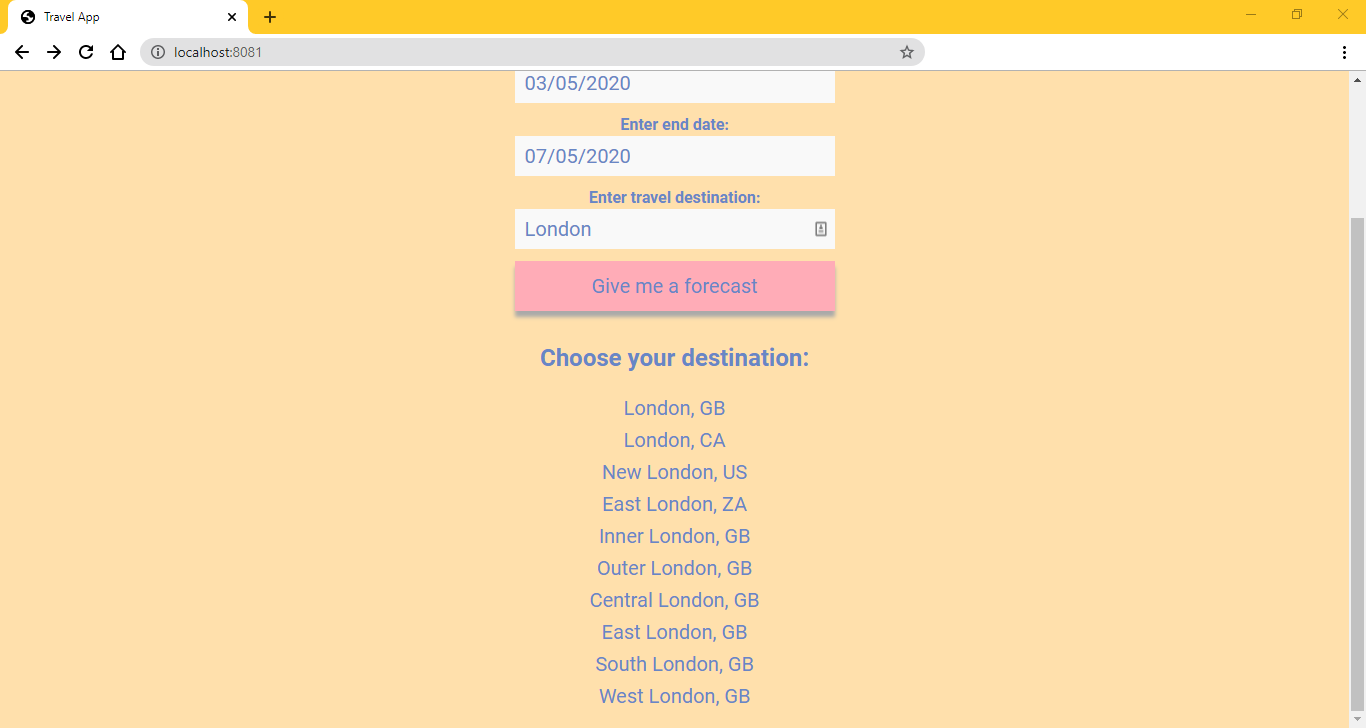 Travel App
localhost:8081
03/05/2020
Enter end date:
07/05/2020
Enter travel destination:
London
Give me a forecast
Choose your destination:
London, GB
London, CA
New London, US
East London, ZA
Inner London, GB
Outer London, GB
Central London, GB
East London, GB
South London, GB
West London, GB